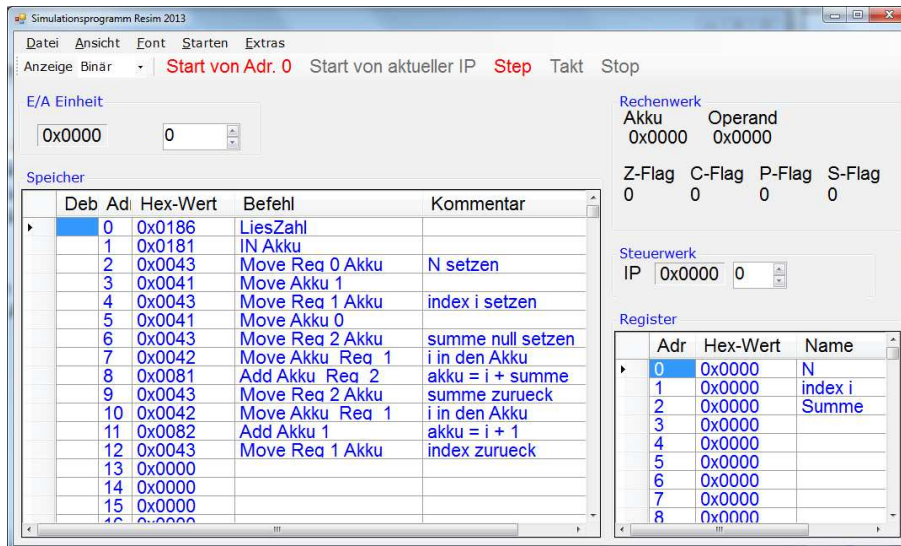 Simulationsprogramm Resim 2013
Datei Ansicht Font Starten Extras
Anzeige Binär Start von Adr. 0 Start von aktueller IP Step Takt Stop
E/A Einheit
0x0000 0
Rechenwerk
Akku Operand
0x0000 0x0000
Z-Flag C-Flag P-Flag S-Flag
0 0 0 0
Steuerwerk
IP 0x0000 0
Speicher
Deb Adr Hex-Wert Befehl Kommentar
0 0x0186 LiesZahl
1 0x0181 IN Akku
2 0x0043 Move Reg 0 Akku N setzen
3 0x0041 Move Akku 1
4 0x0043 Move Reg 1 Akku index i setzen
5 0x0041 Move Akku 0
6 0x0043 Move Reg 2 Akku summe null setzen
7 0x0042 Move Akku Reg 1 i in den Akku
8 0x0081 Add Akku Reg 2 akku = i + summe
9 0x0043 Move Reg 2 Akku summe zurueck
10 0x0042 Move Akku Reg 1 i in den Akku
11 0x0082 Add Akku 1 akku = i + 1
12 0x0043 Move Reg 1 Akku index zurueck
13 0x0000
14 0x0000
15 0x0000
16 0x0000
Register
Adr Hex-Wert Name
0 0x0000 N
1 0x0000 index i
2 0x0000 Summe
3 0x0000
4 0x0000
5 0x0000
6 0x0000
7 0x0000
8 0x0000